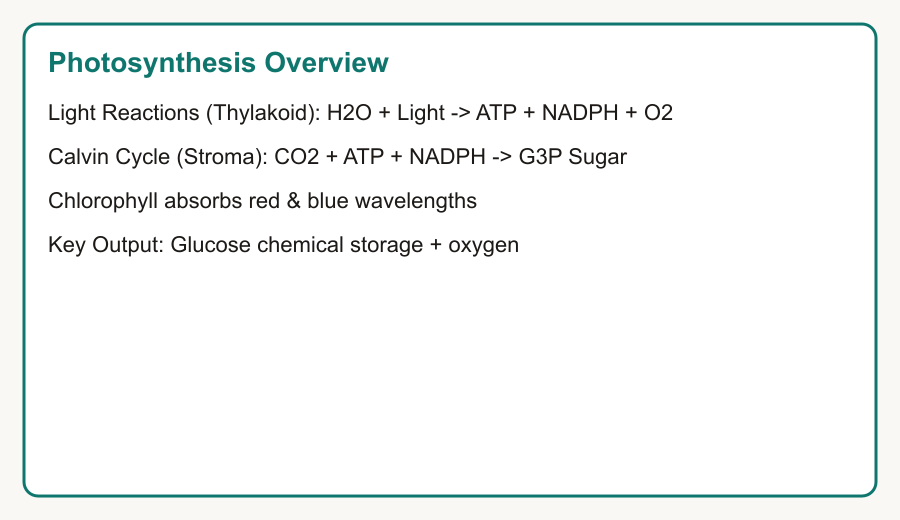 Photosynthesis Overview
Light Reactions (Thylakoid): H2O + Light -> ATP + NADPH + O2
Calvin Cycle (Stroma): CO2 + ATP + NADPH -> G3P Sugar
Chlorophyll absorbs red & blue wavelengths
Key Output: Glucose chemical storage + oxygen